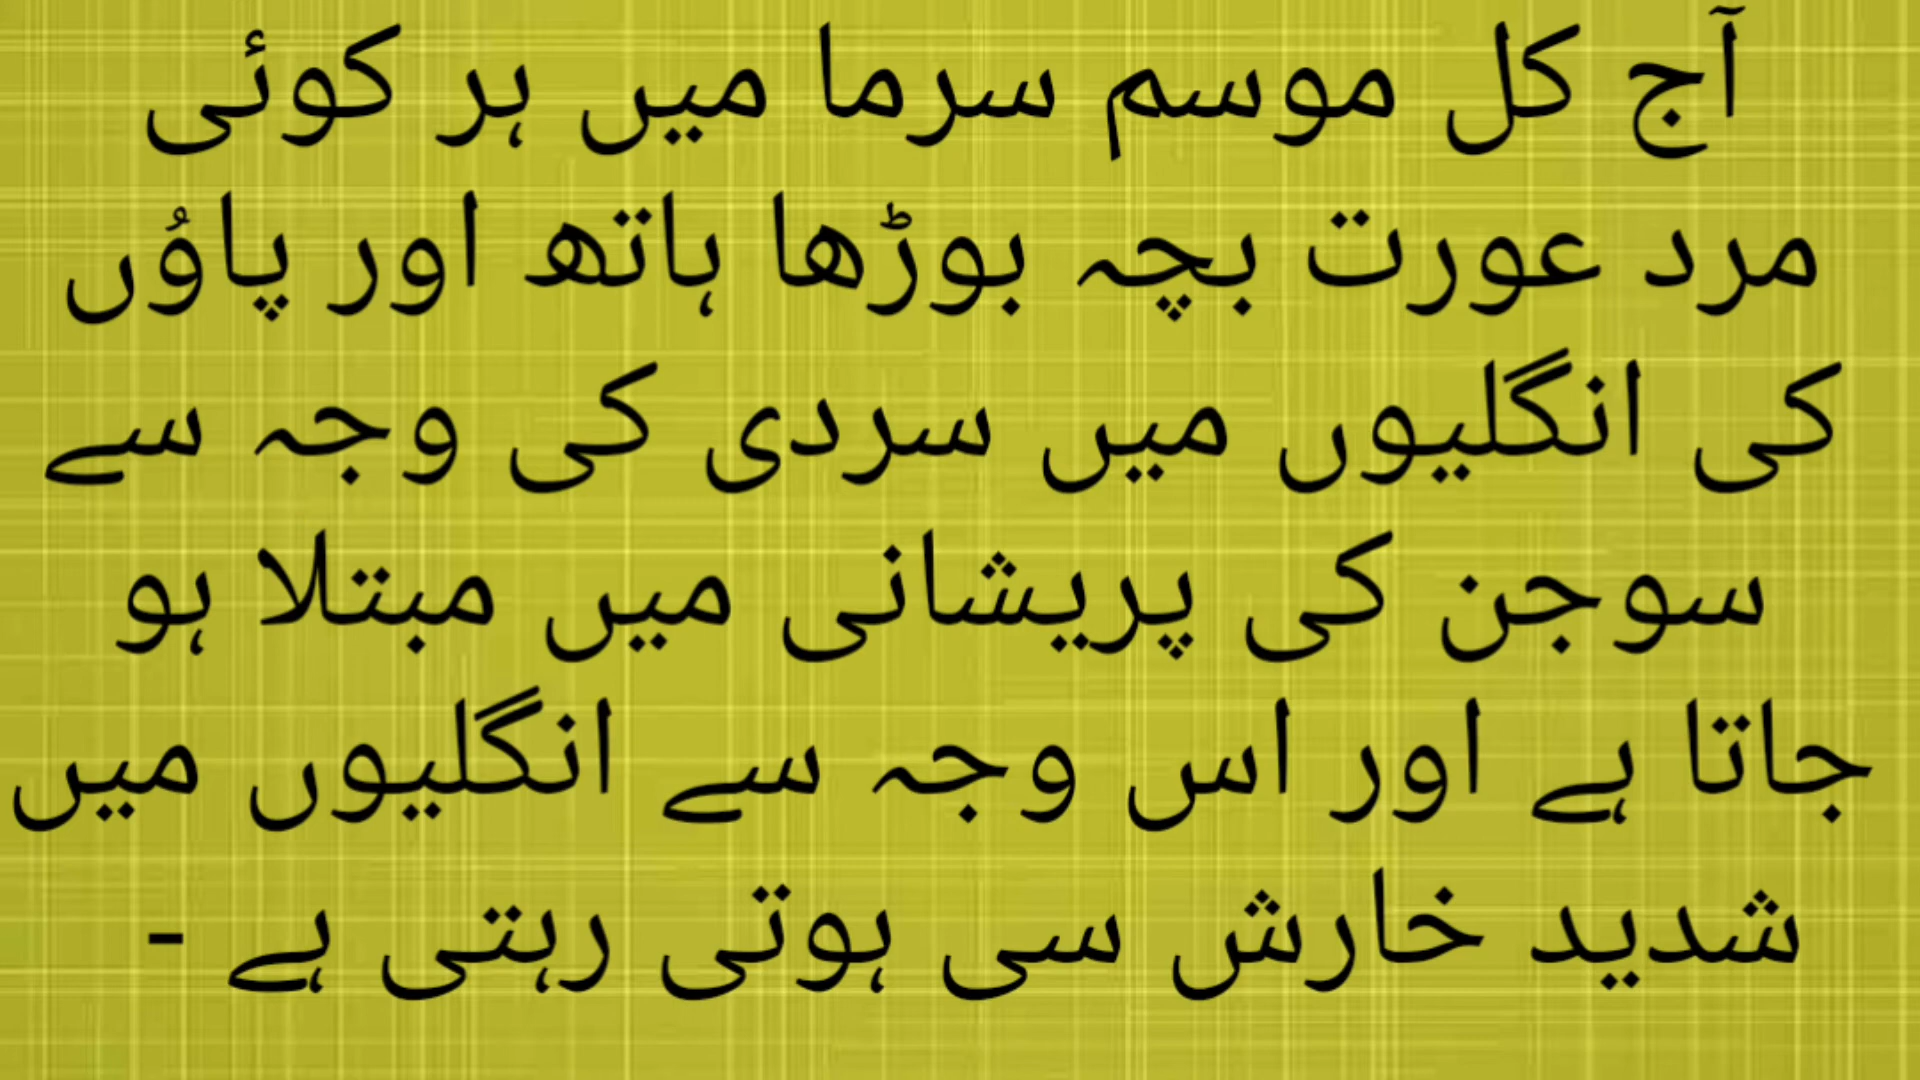 آج کل موسم سرما میں ہر کوئی
مرد عورت بچہ بوڑھا ہاتھ اور پاوُں
کی انگلیوں میں سردی کی وجہ سے
سوجن کی پریشانی میں مبتلا ہو
جاتا ہے اور اس وجہ سے انگلیوں میں
شدید خارش سی ہوتی رہتی ہے -